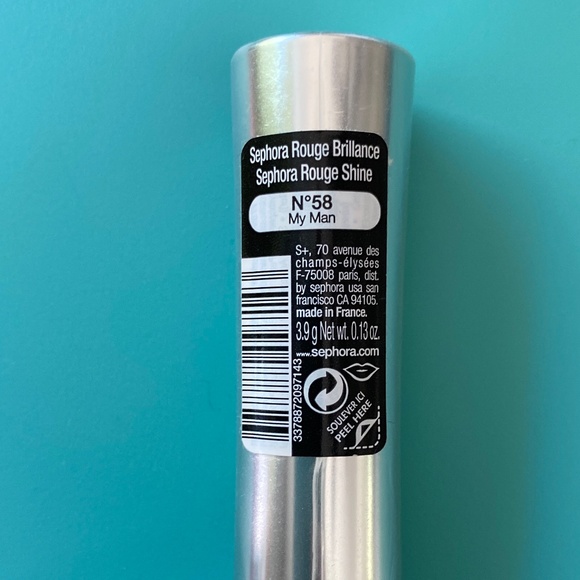 Sephora Rouge Brillance
Sephora Rouge Shine
N°58
My Man
S+, 70 avenue des
champs-élysées
F-75008 paris, dist.
by sephora usa san
francisco CA 94105.
made in France.
3.9 g Net wt. 0.13 oz.
www.sephora.com
3378872097143
SOULEVER ICI
PEEL HERE